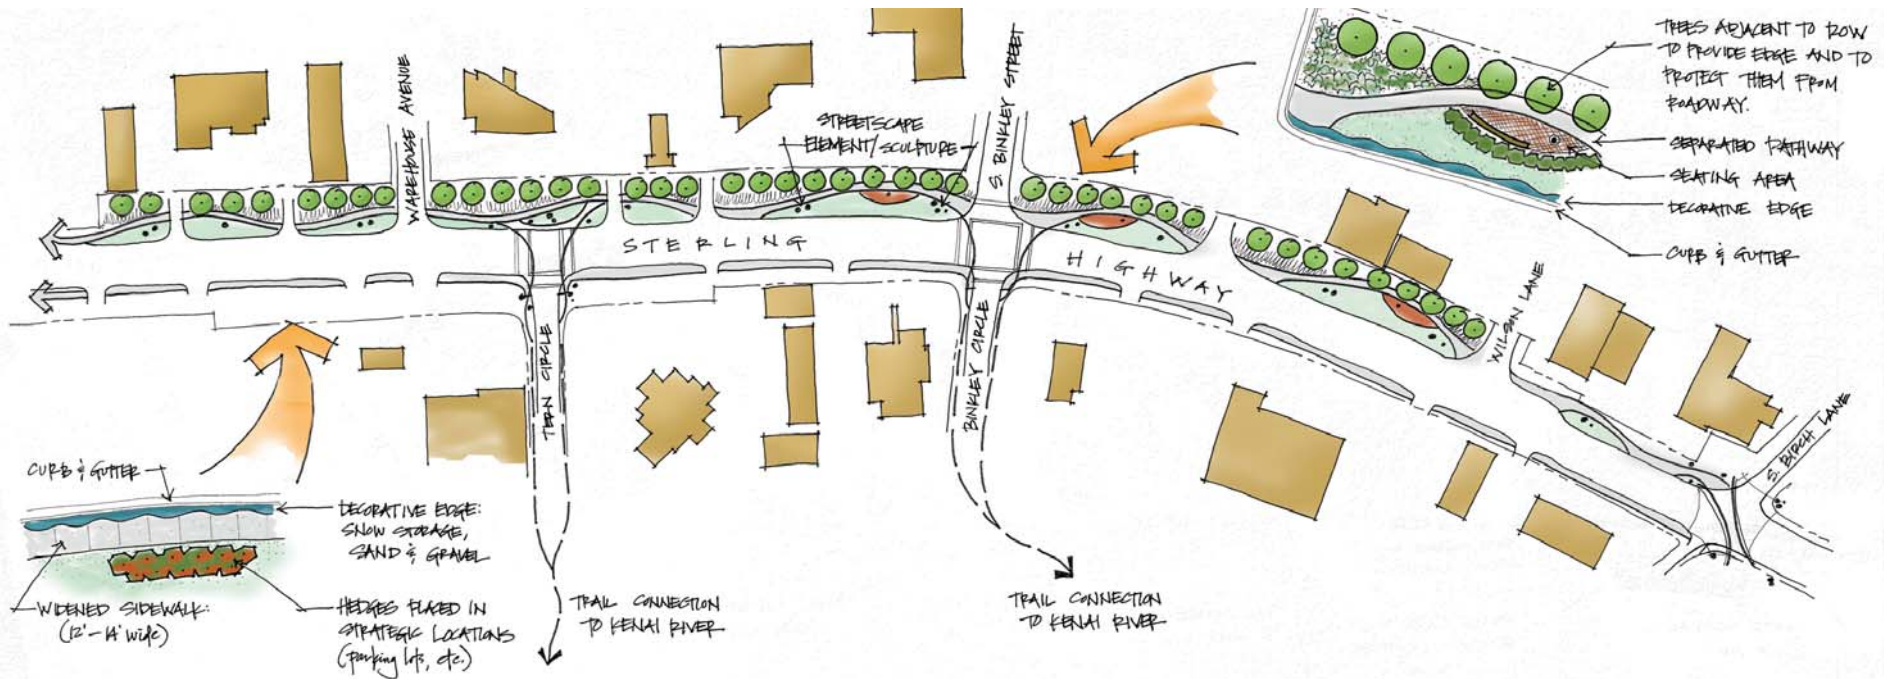 WAREHOUSE AVENUE
STREETSCAPE
ELEMENT/SCULPTURE
S. BINKLEY STREET
TREES ADJACENT TO ROW
TO PROVIDE EDGE AND TO
PROTECT THEM FROM
ROADWAY.
SEPARATED PATHWAY
SEATING AREA
DECORATIVE EDGE
CURB & GUTTER
STERLING
HIGHWAY
TERN CIRCLE
BINKLEY CIRCLE
WILSON LANE
S. BIRCH LANE
CURB & GUTTER
DECORATIVE EDGE:
SNOW STORAGE,
SAND & GRAVEL
WIDENED SIDEWALK:
(12'-14' wide)
HEDGES PLACED IN
STRATEGIC LOCATIONS
(parking lots, etc.)
TRAIL CONNECTION
TO KENAI RIVER
TRAIL CONNECTION
TO KENAI RIVER